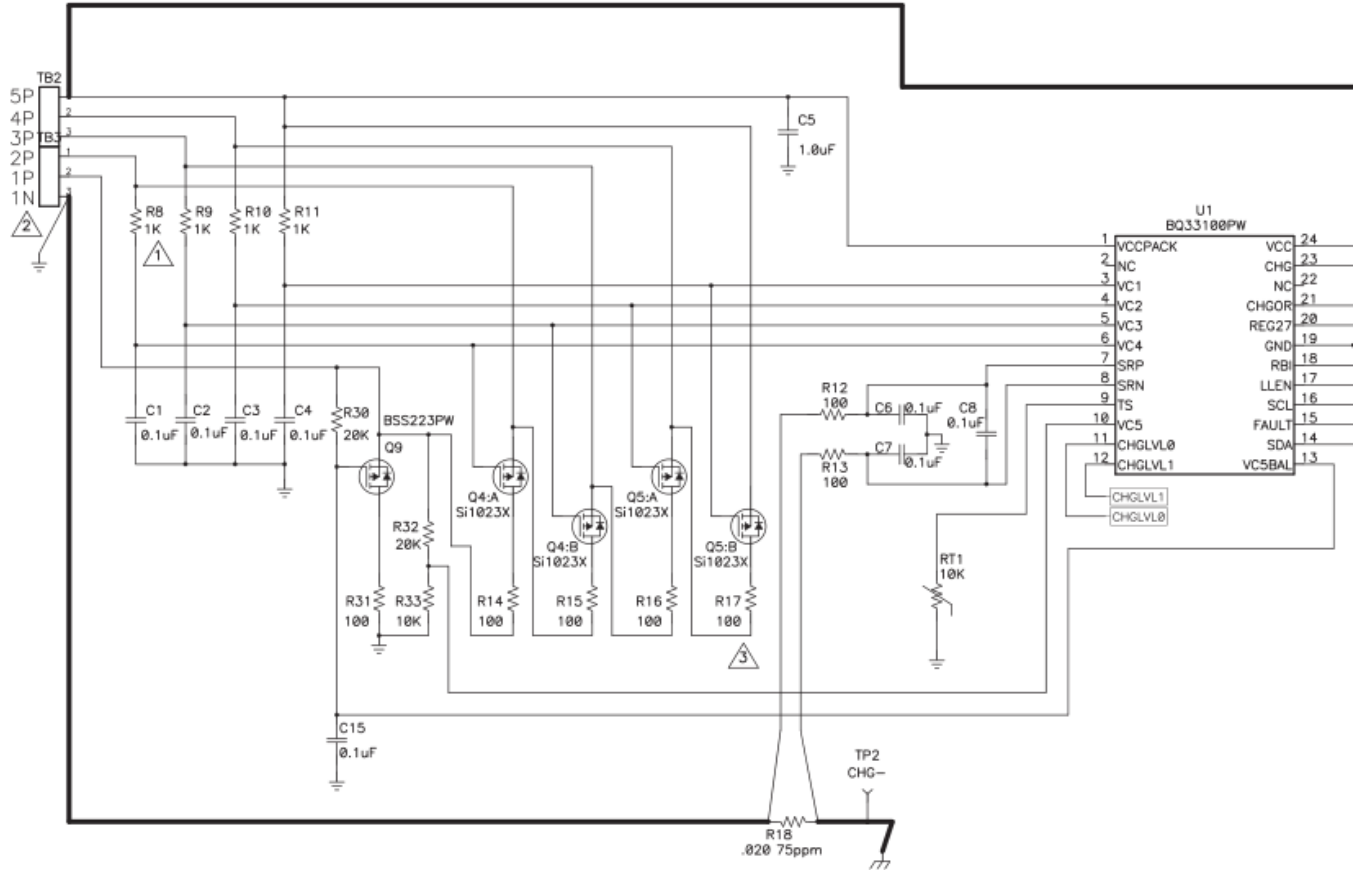 TB2
5P
4P 2
3P 3
TB3
2P 1
1P 2
1N 3
2
C5
1.0uF
R8
1K
1
R9
1K
R10
1K
R11
1K
U1
BQ33100PW
1 VCCPACK VCC 24
2 NC CHG 23
3 VC1 NC 22
4 VC2 CHGOR 21
5 VC3 REG27 20
6 VC4 GND 19
7 SRP RBI 18
8 SRN LLEN 17
9 TS SCL 16
10 VC5 FAULT 15
11 CHGLVL0 SDA 14
12 CHGLVL1 VC5BAL 13
CHGLVL1
CHGLVL0
C1
0.1uF
C2
0.1uF
C3
0.1uF
C4
0.1uF
R30
20K
BSS223PW
Q9
R12
100
C6 0.1uF
C8
0.1uF
C7 0.1uF
R13
100
Q4:A
Si1023X
Q4:B
Si1023X
Q5:A
Si1023X
Q5:B
Si1023X
R32
20K
R31
100
R33
10K
R14
100
R15
100
R16
100
R17
100
3
RT1
10K
C15
0.1uF
TP2
CHG-
R18
.020 75ppm